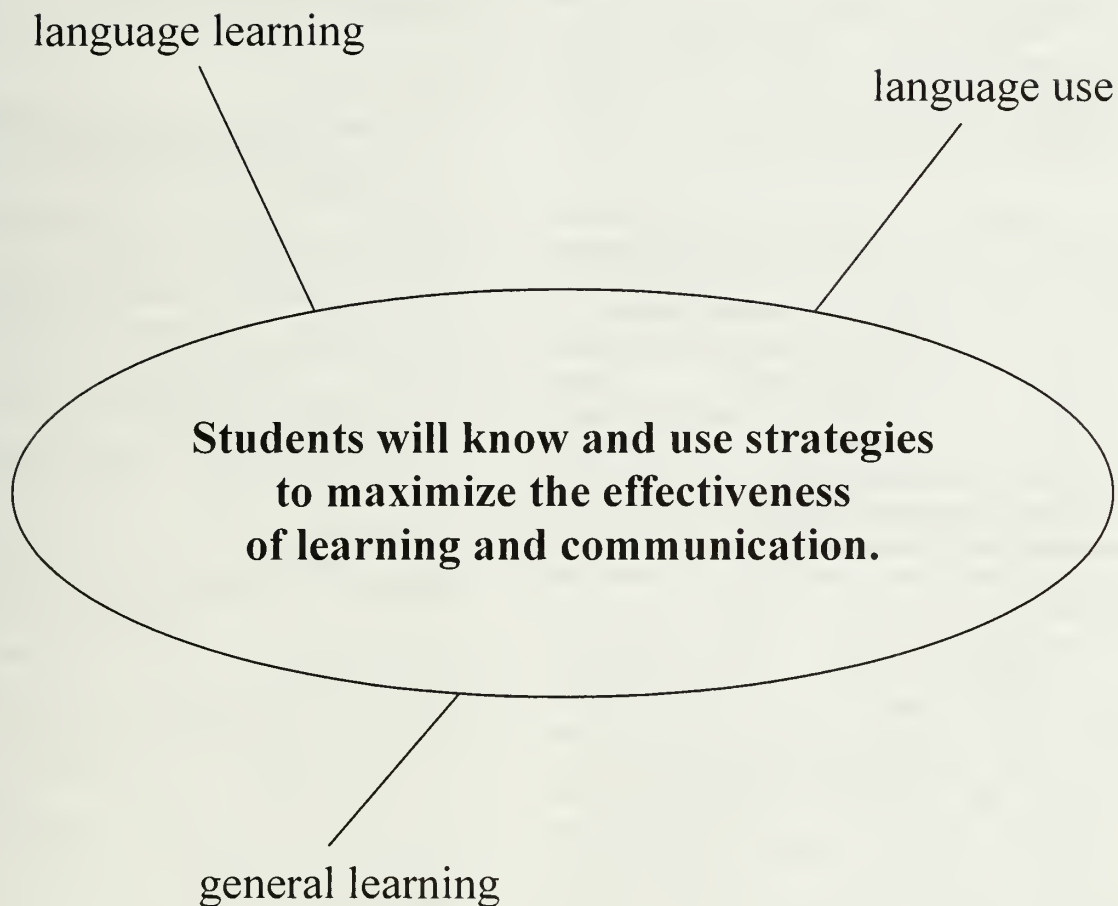 language learning
language use
Students will know and use strategies
to maximize the effectiveness
of learning and communication.
general learning